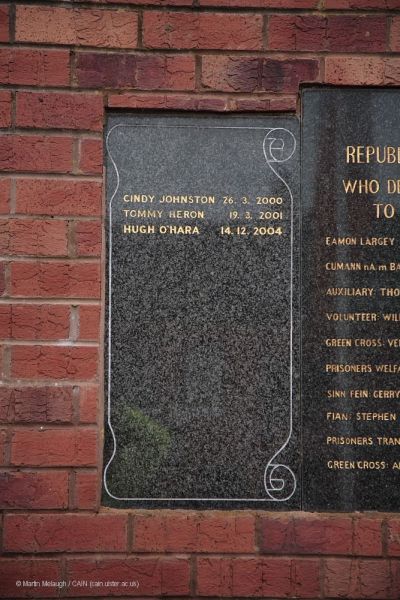 CINDY JOHNSTON 26. 3. 2000
TOMMY HERON 19. 3. 2001
HUGH O'HARA 14. 12. 2004
REPUB
WHO D
TO
EAMON LARGEY
CUMANN nA m BA
AUXILIARY: THO
VOLUNTEER: WIL
GREEN CROSS: VE
PRISONERS WELFA
SINN FEIN: GERRY
FIAN: STEPHEN
PRISONERS TRAN
GREEN CROSS: A
© Martin Melaugh / CAIN (cain.ulster.ac.uk)